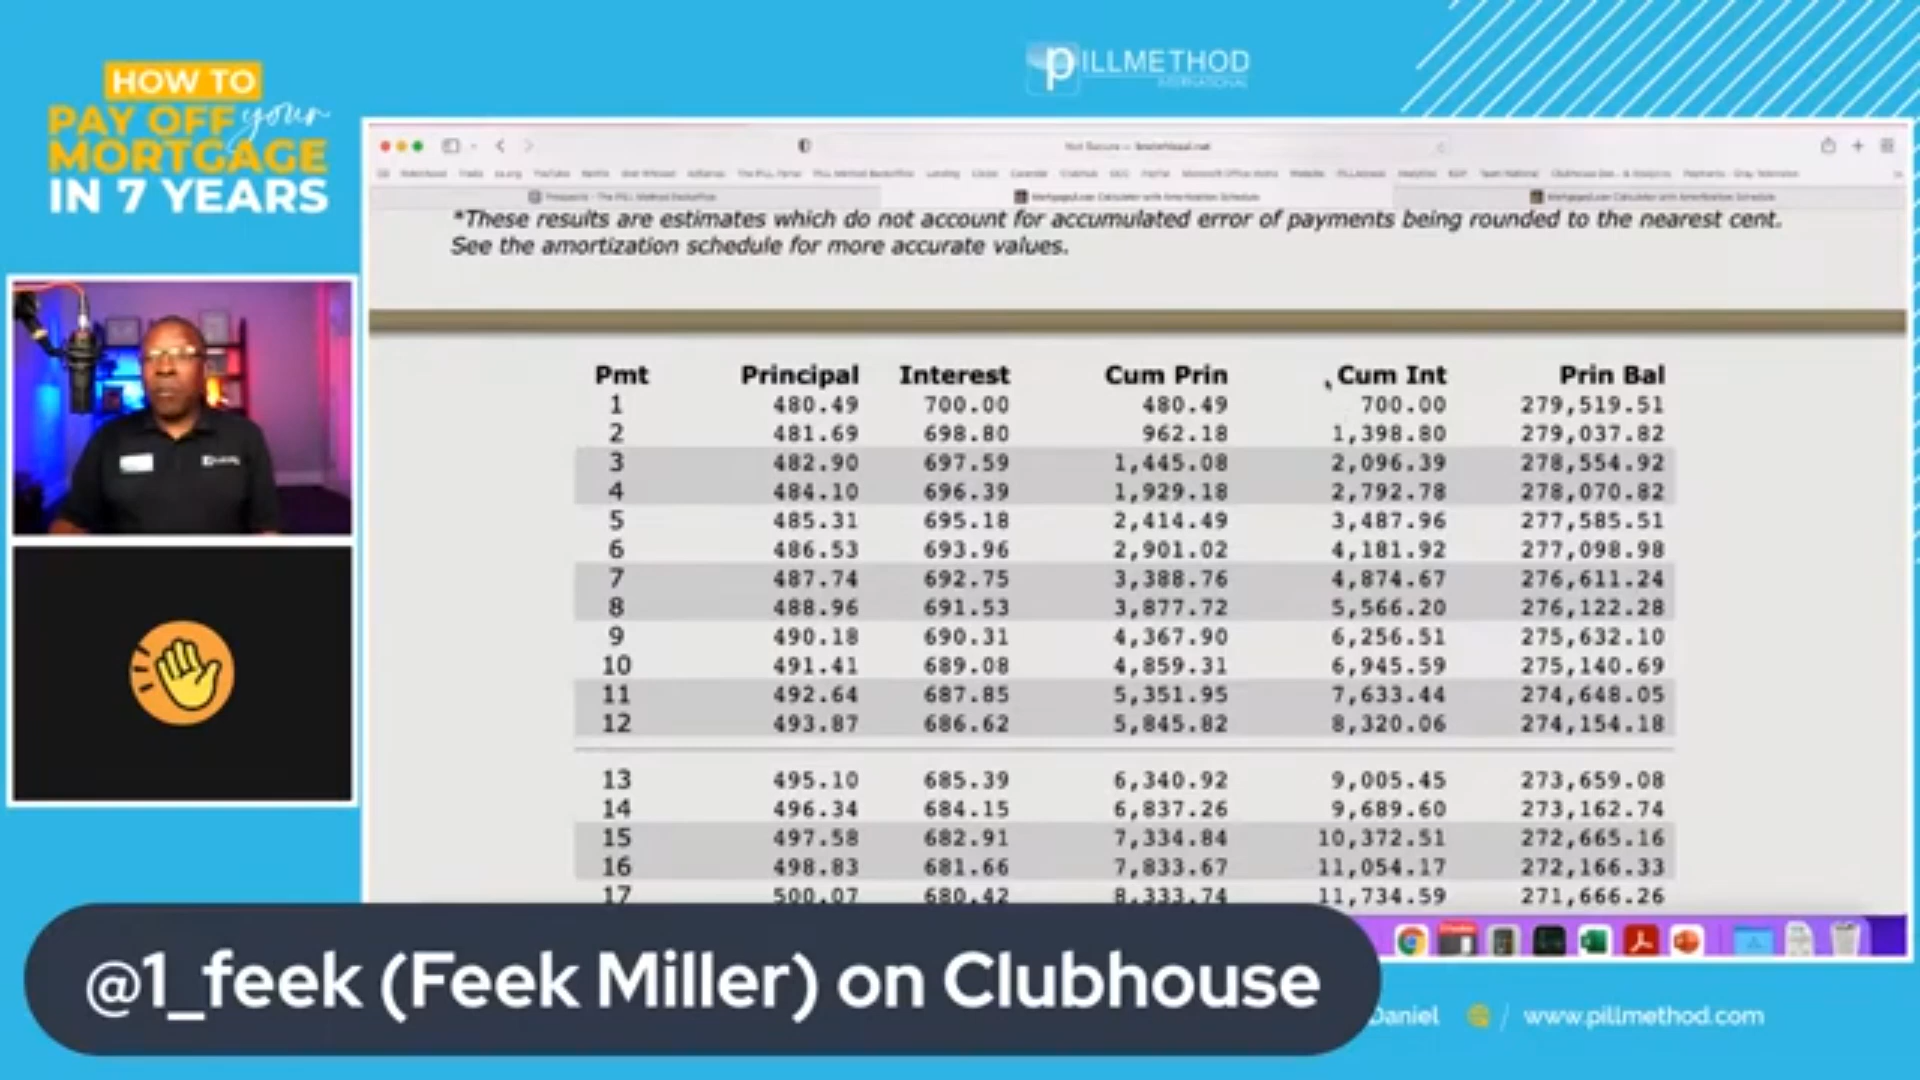 HOW TO
PAY OFF your
MORTGAGE
IN 7 YEARS
PILLMETHOD
INTERNATIONAL
*These results are estimates which do not account for accumulated error of payments being rounded to the nearest cent.
See the amortization schedule for more accurate values.
Pmt Principal Interest Cum Prin Cum Int Prin Bal
1 480.49 700.00 480.49 700.00 279,519.51
2 481.69 698.80 962.18 1,398.80 279,037.82
3 482.90 697.59 1,445.08 2,096.39 278,554.92
4 484.10 696.39 1,929.18 2,792.78 278,070.82
5 485.31 695.18 2,414.49 3,487.96 277,585.51
6 486.53 693.96 2,901.02 4,181.92 277,098.98
7 487.74 692.75 3,388.76 4,874.67 276,611.24
8 488.96 691.53 3,877.72 5,566.20 276,122.28
9 490.18 690.31 4,367.90 6,256.51 275,632.10
10 491.41 689.08 4,859.31 6,945.59 275,140.69
11 492.64 687.85 5,351.95 7,633.44 274,648.05
12 493.87 686.62 5,845.82 8,320.06 274,154.18
13 495.10 685.39 6,340.92 9,005.45 273,659.08
14 496.34 684.15 6,837.26 9,689.60 273,162.74
15 497.58 682.91 7,334.84 10,372.51 272,665.16
16 498.83 681.66 7,833.67 11,054.17 272,166.33
17 500.07 680.42 8,333.74 11,734.59 271,666.26
@1_feek (Feek Miller) on Clubhouse
Daniel / www.pillmethod.com